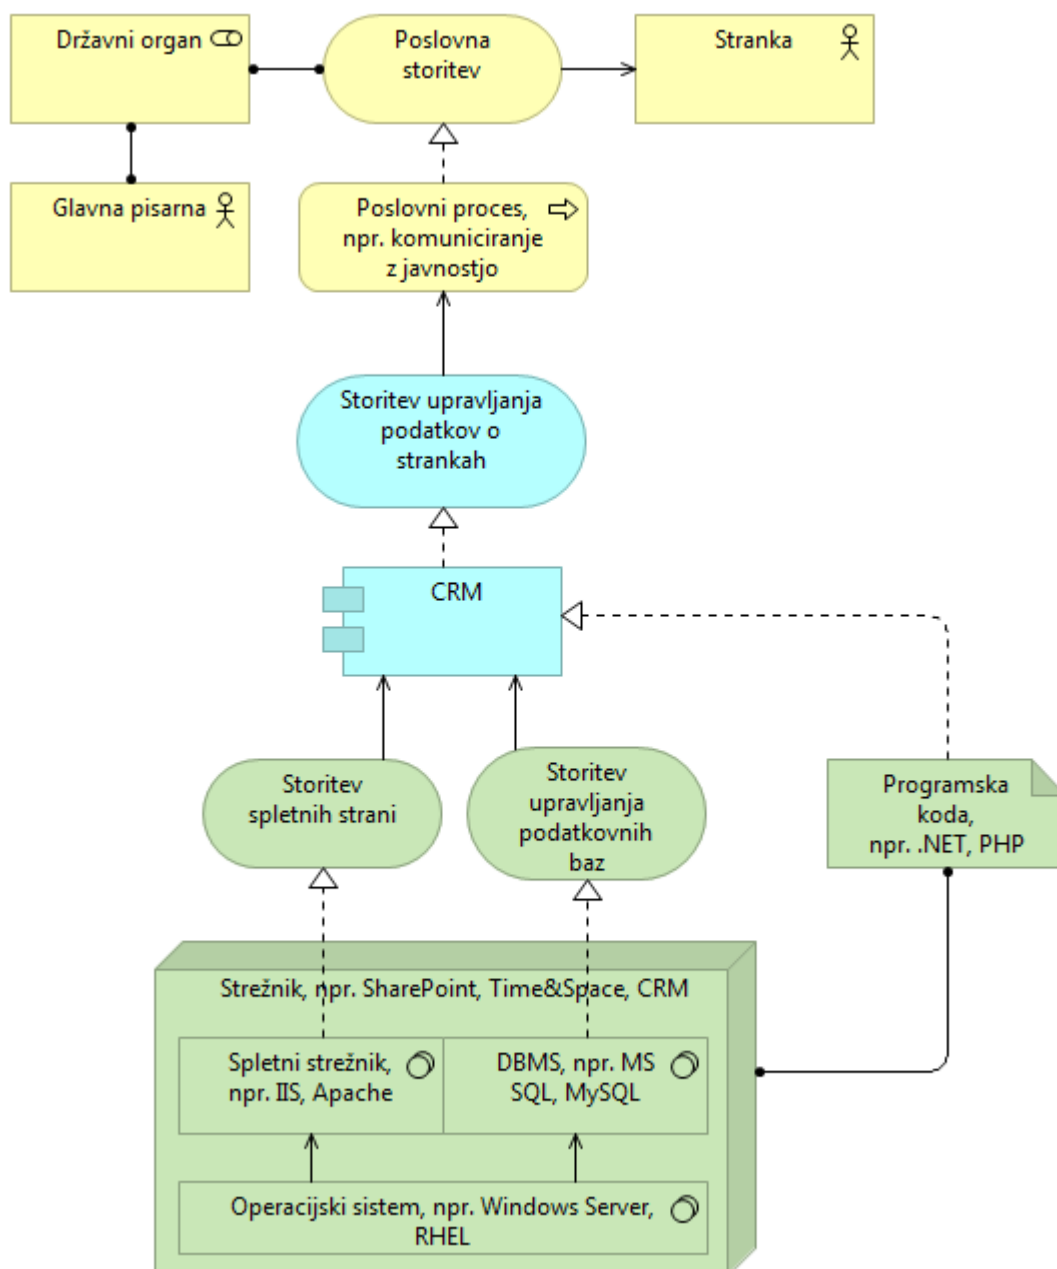 Državni organ
Poslovna
storitev
Stranka
Glavna pisarna
Poslovni proces,
npr. komuniciranje
z javnostjo
Storitev upravljanja
podatkov o
strankah
CRM
Storitev
spletnih strani
Storitev
upravljanja
podatkovnih
baz
Programska
koda,
npr. .NET, PHP
Strežnik, npr. SharePoint, Time&Space, CRM
Spletni strežnik,
npr. IIS, Apache
DBMS, npr. MS
SQL, MySQL
Operacijski sistem, npr. Windows Server,
RHEL